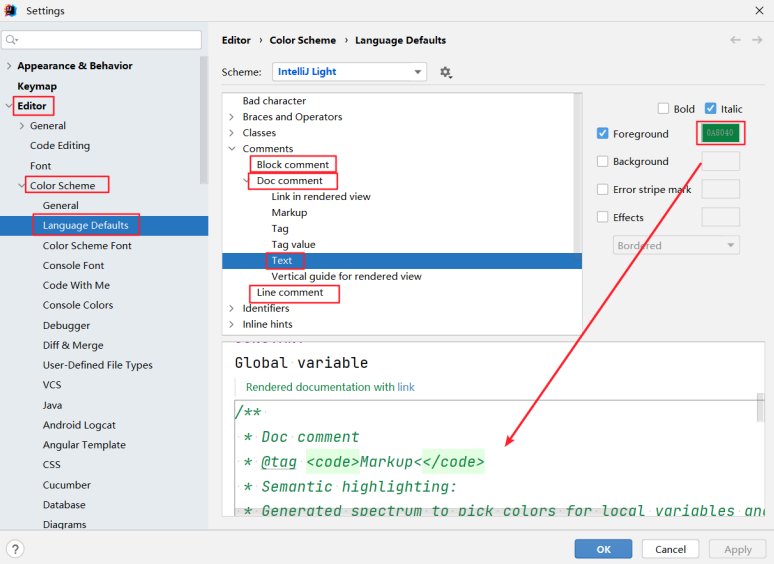 Settings
Editor › Color Scheme › Language Defaults
Appearance & Behavior
Keymap
Editor
General
Code Editing
Font
Color Scheme
General
Language Defaults
Color Scheme Font
Console Font
Code With Me
Console Colors
Debugger
Diff & Merge
User-Defined File Types
VCS
Java
Android Logcat
Angular Template
CSS
Cucumber
Database
Diagrams
Scheme: IntelliJ Light
Bad character
Braces and Operators
Classes
Comments
Block comment
Doc comment
Link in rendered view
Markup
Tag
Tag value
Text
Vertical guide for rendered view
Line comment
Identifiers
Inline hints
Bold Italic
Foreground 0A8040
Background
Error stripe mark
Effects
Bordered
Global variable
Rendered documentation with link
/**
* Doc comment
* @tag <code>Markup<</code>
* Semantic highlighting:
* Generated spectrum to pick colors for local variables and
? OK Cancel Apply